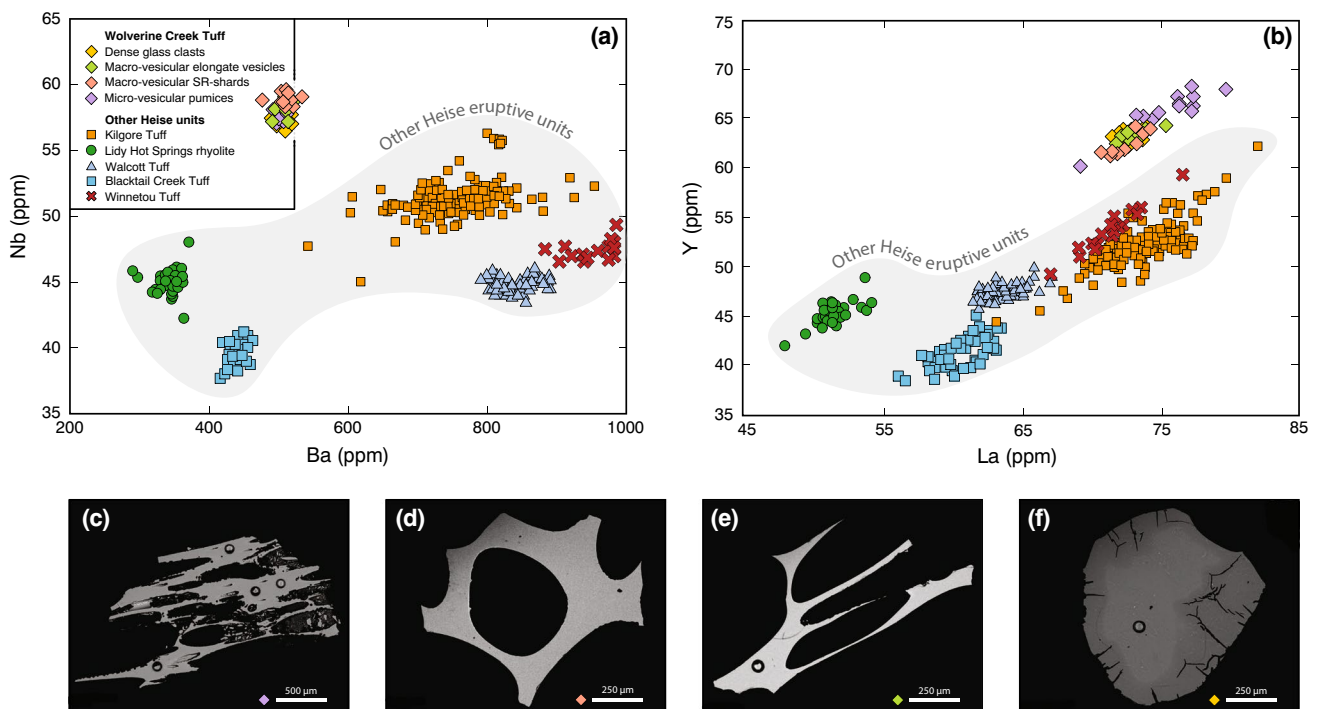 (a)
65
60
55
50
45
40
35
Nb (ppm)
200
400
600
800
1000
Ba (ppm)
Wolverine Creek Tuff
Dense glass clasts
Macro-vesicular elongate vesicles
Macro-vesicular SR-shards
Micro-vesicular pumices
Other Heise units
Kilgore Tuff
Lidy Hot Springs rhyolite
Walcott Tuff
Blacktail Creek Tuff
Winnetou Tuff
Other Heise eruptive units
(b)
75
70
65
60
55
50
45
40
35
Y (ppm)
45
55
65
75
85
La (ppm)
Other Heise eruptive units
(c)
500 µm
(d)
250 µm
(e)
250 µm
(f)
250 µm